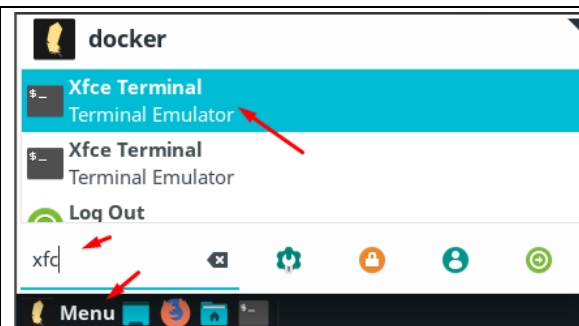 docker
Xfce Terminal
Terminal Emulator
Xfce Terminal
Terminal Emulator
Log Out
xfc
Menu